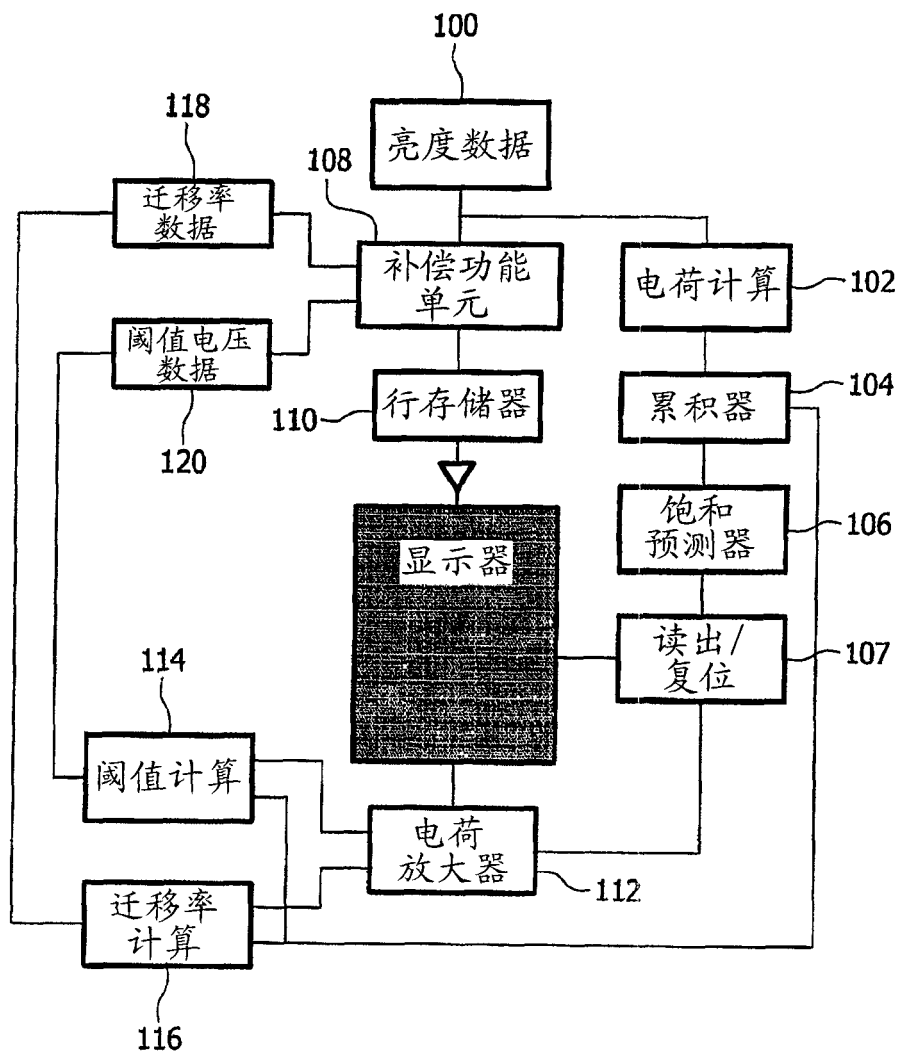 100
亮度数据
118
迁移率
数据
108
补偿功能
单元
电荷计算
102
阈值电压
数据
120
110
行存储器
累积器
104
饱和
预测器
106
显示器
读出/
复位
107
114
阈值计算
电荷
放大器
112
迁移率
计算
116